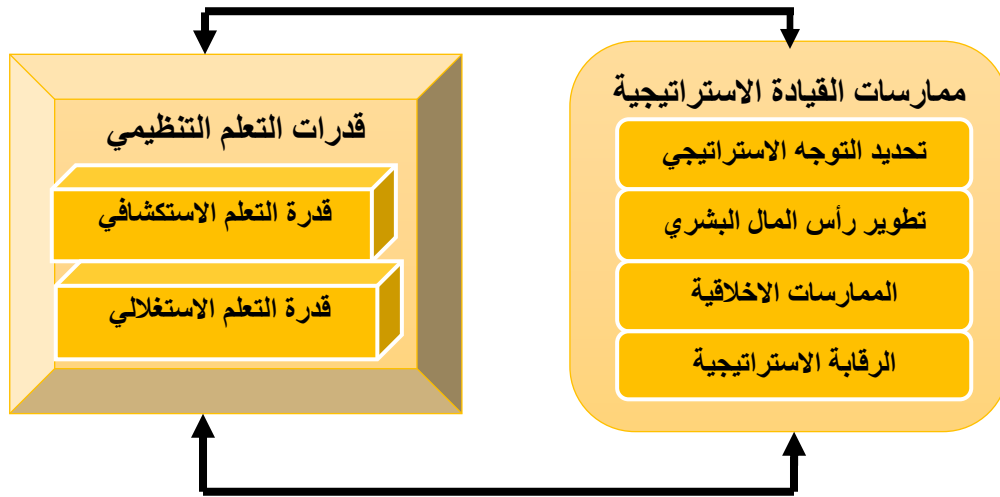 ممارسات القيادة الاستراتيجية
تحديد التوجه الاستراتيجي
تطوير رأس المال البشري
الممارسات الاخلاقية
الرقابة الاستراتيجية
قدرات التعلم التنظيمي
قدرة التعلم الاستكشافي
قدرة التعلم الاستغلالي